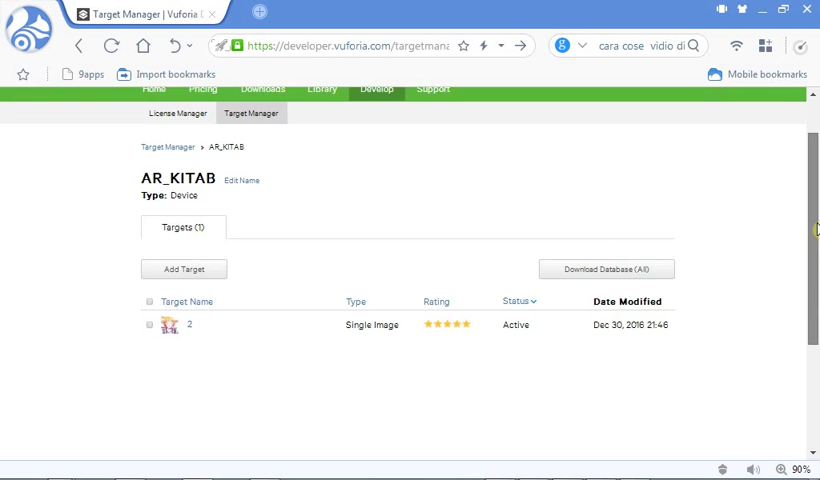 Target Manager | Vuforia
https://developer.vuforia.com/targetmana
cara cose vidio di
9apps
Import bookmarks
Mobile bookmarks
Home Pricing Downloads Library Develop Support
License Manager Target Manager
Target Manager > AR_KITAB
AR_KITAB Edit Name
Type: Device
Targets (1)
Add Target Download Database (All)
Target Name Type Rating Status Date Modified
2 Single Image Active Dec 30, 2016 21:46
90%